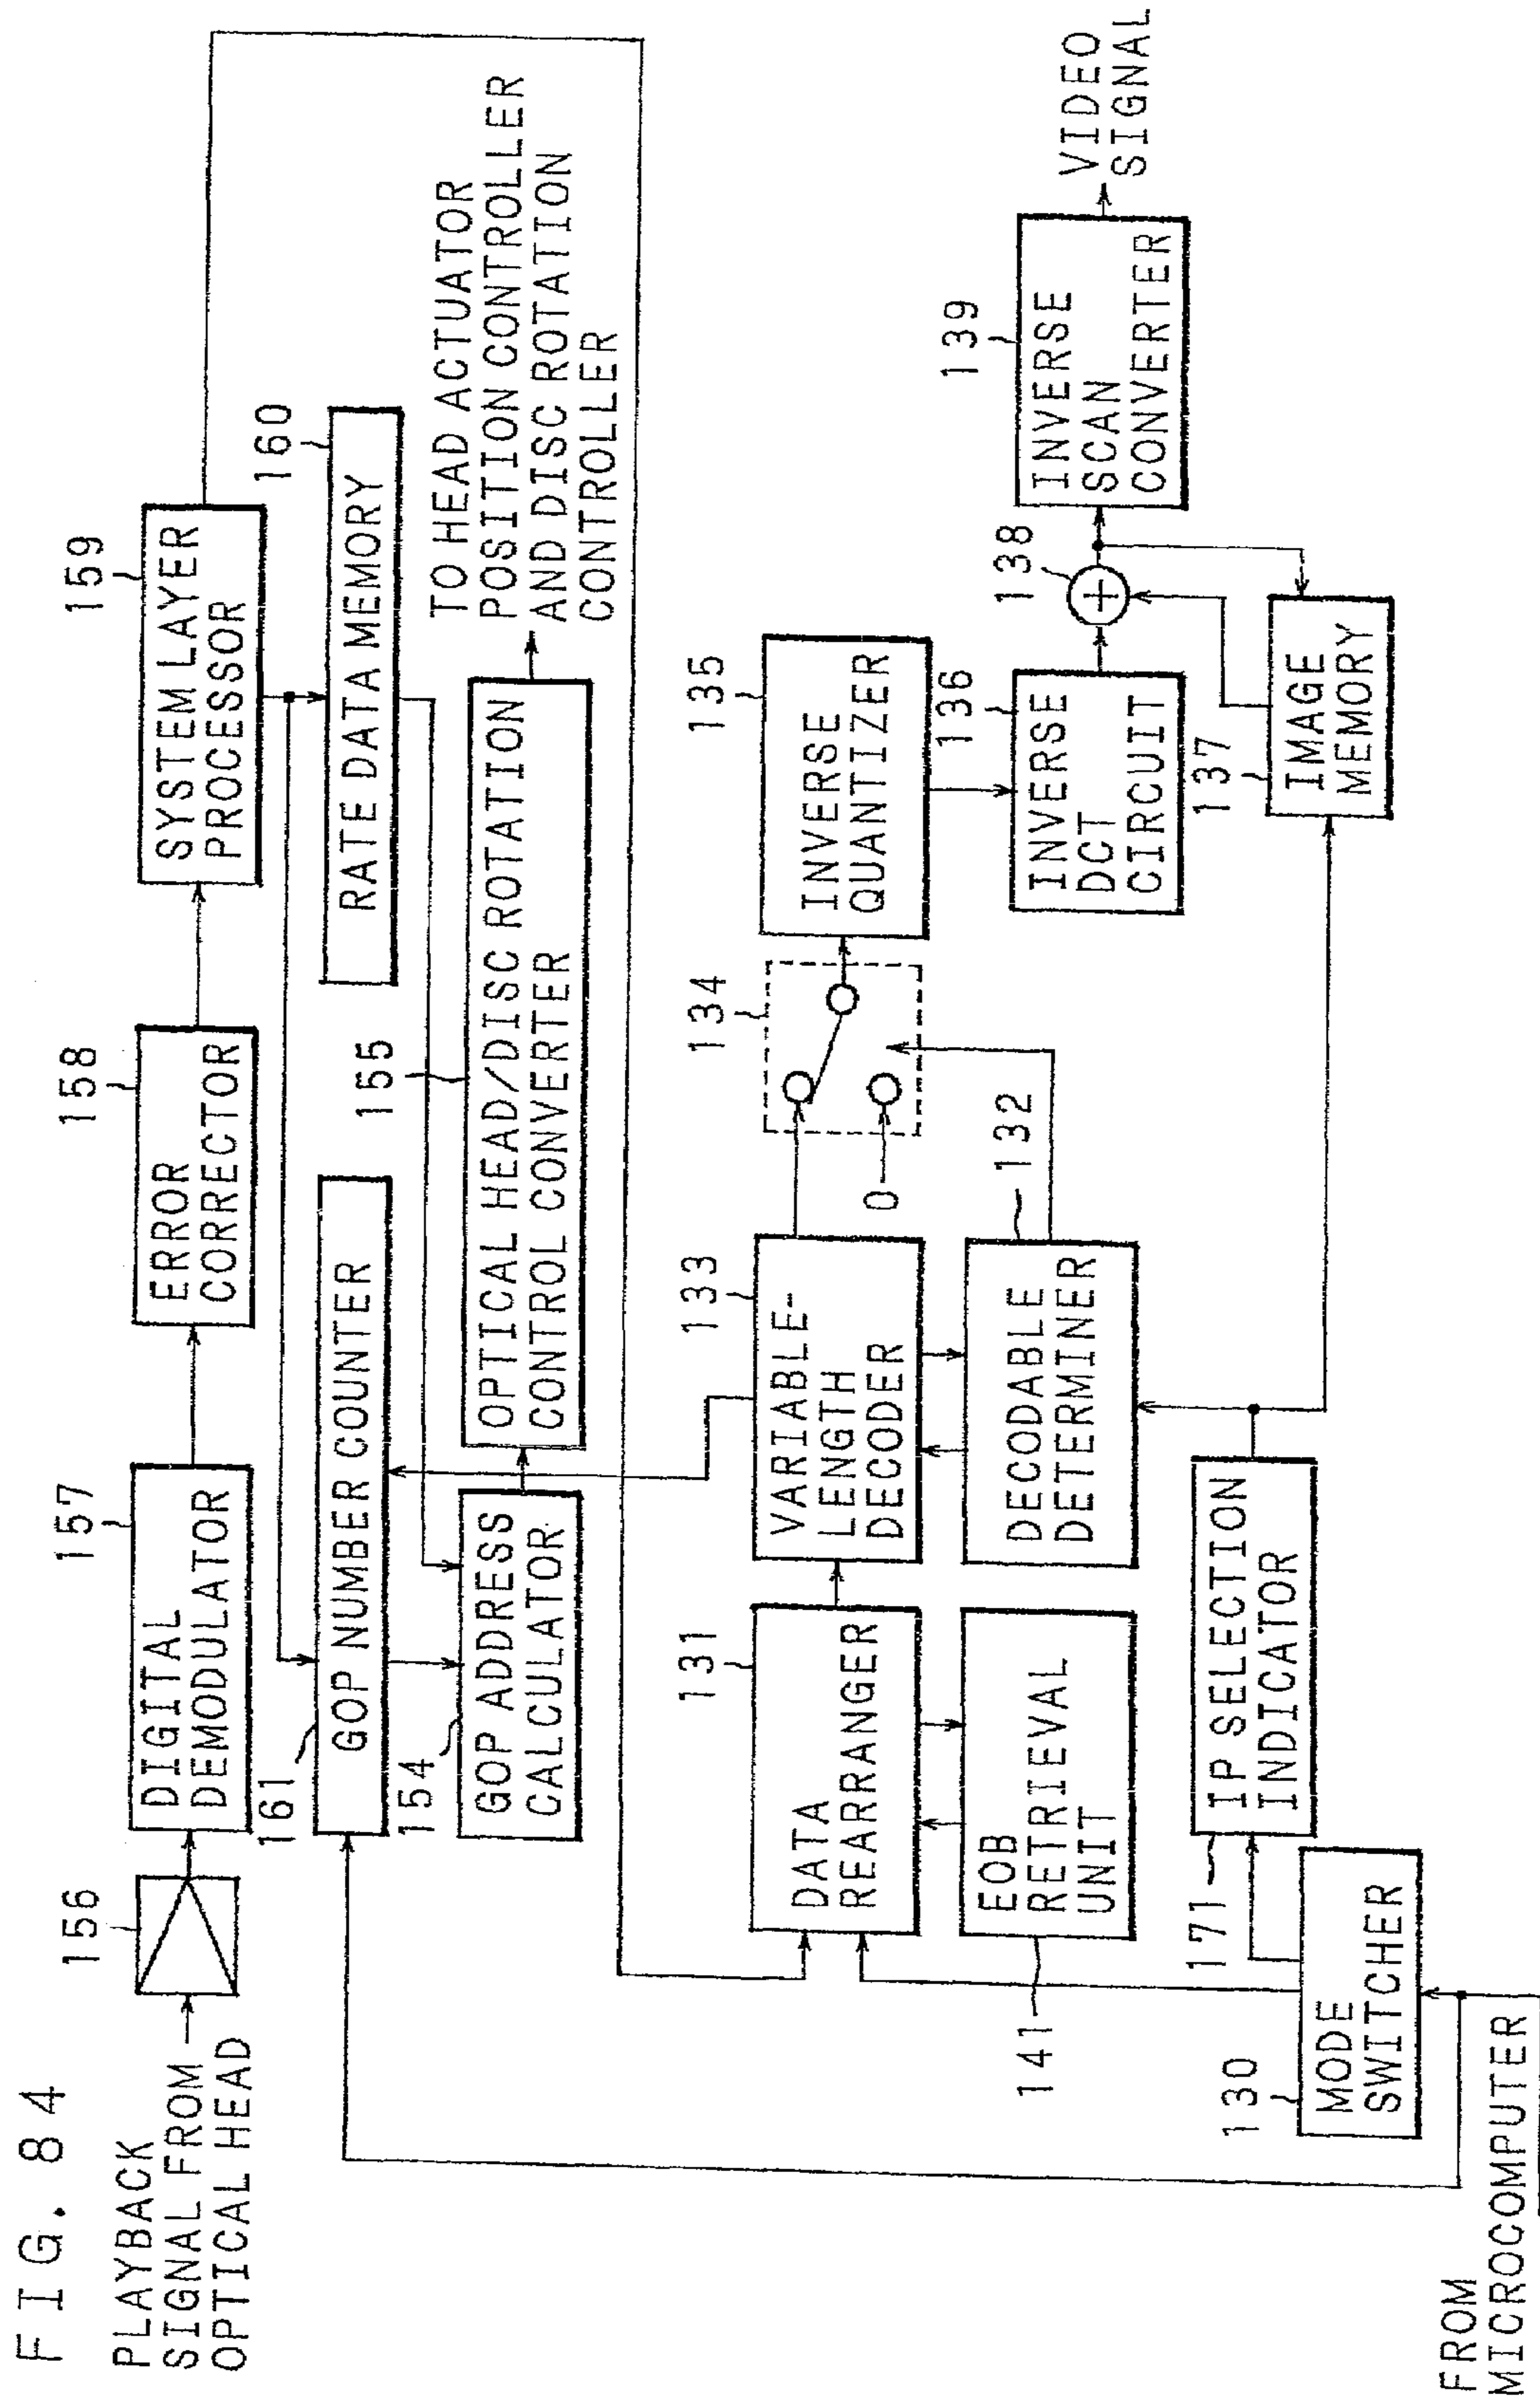 FIG. 84
PLAYBACK
SIGNAL FROM
OPTICAL HEAD
156
157
DIGITAL
DEMODULATOR
158
ERROR
CORRECTOR
159
SYSTEM LAYER
PROCESSOR
161
GOP NUMBER COUNTER
160
RATE DATA MEMORY
154
GOP ADDRESS
CALCULATOR
155
OPTICAL HEAD/DISC ROTATION
CONTROL CONVERTER
TO HEAD ACTUATOR
POSITION CONTROLLER
AND DISC ROTATION
CONTROLLER
131
DATA
REARRANGER
133
VARIABLE-
LENGTH
DECODER
134
0
135
INVERSE
QUANTIZER
141
EOB
RETRIEVAL
UNIT
132
DECODABLE
DETERMINER
136
INVERSE
DCT
CIRCUIT
138
+
139
INVERSE
SCAN
CONVERTER
VIDEO
SIGNAL
171
IP SELECTION
INDICATOR
137
IMAGE
MEMORY
130
MODE
SWITCHER
FROM
MICROCOMPUTER